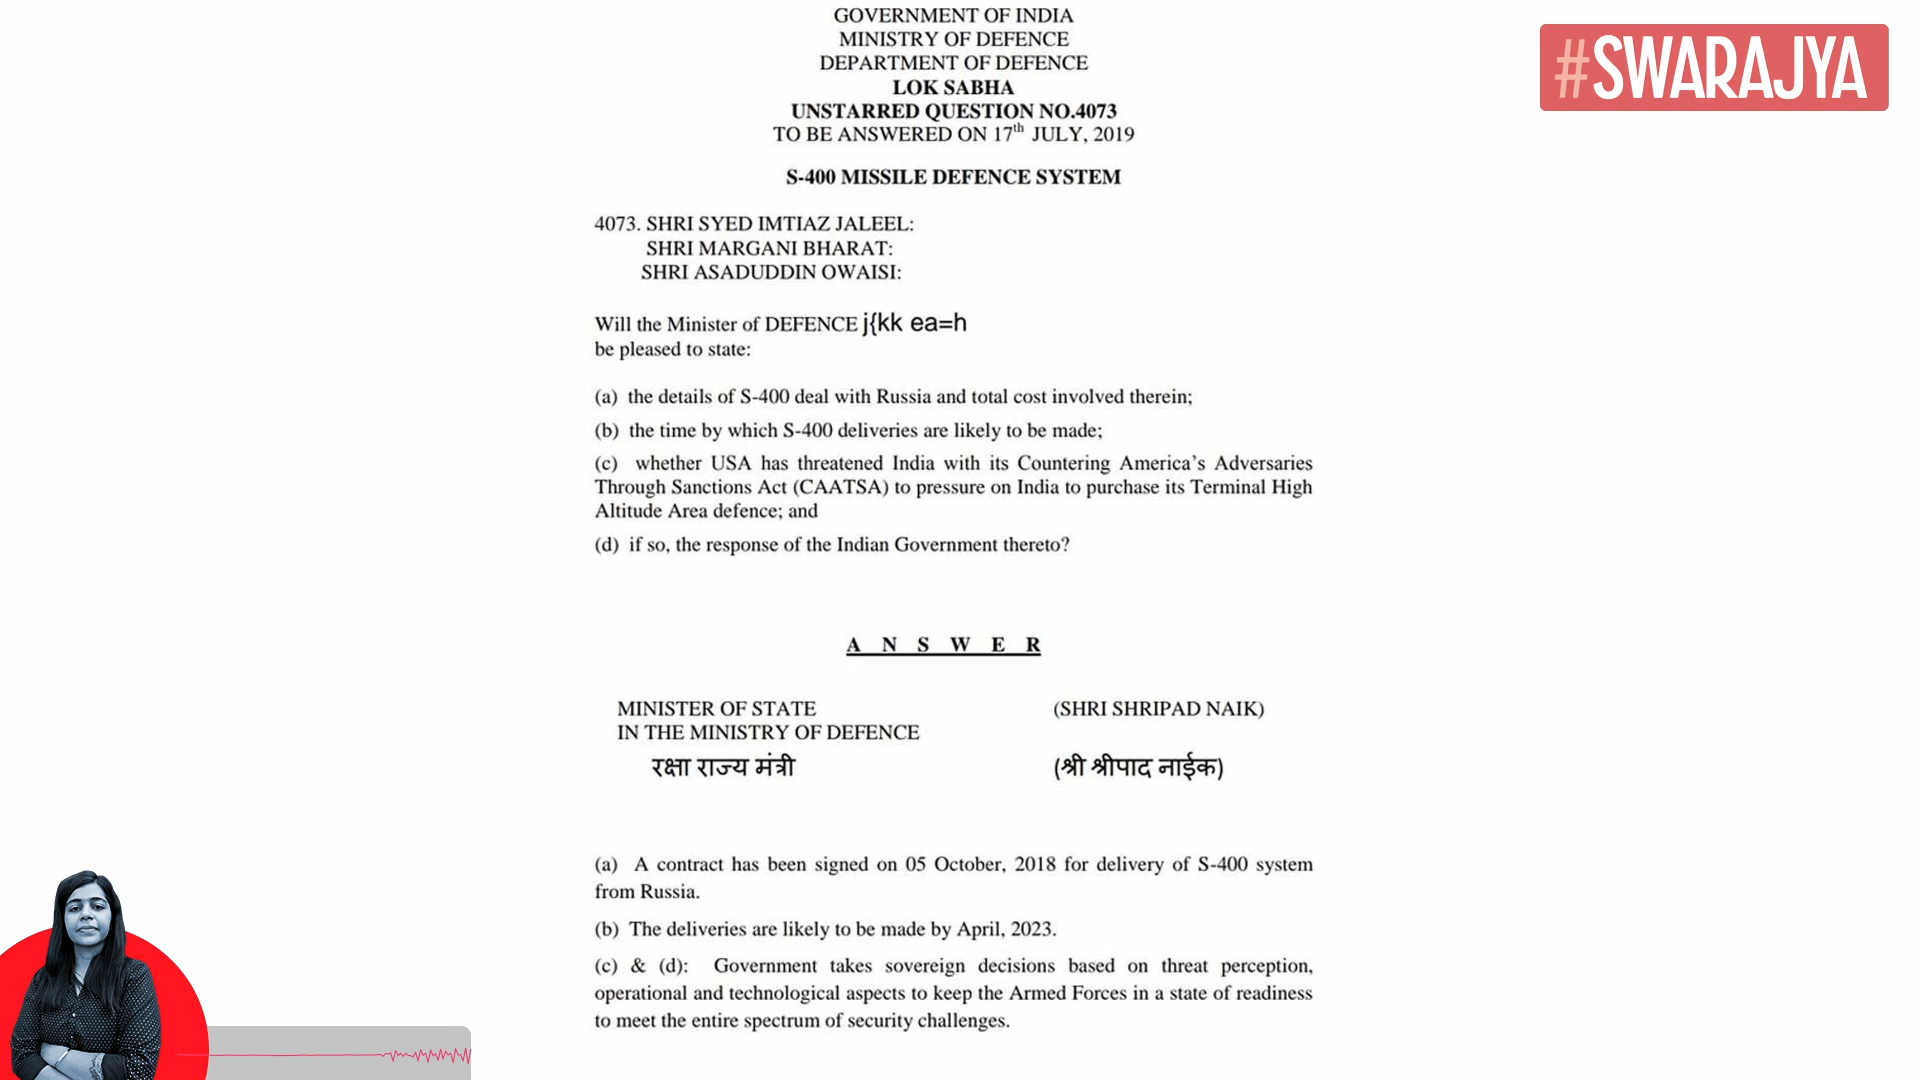 GOVERNMENT OF INDIA
MINISTRY OF DEFENCE
DEPARTMENT OF DEFENCE
LOK SABHA
UNSTARRED QUESTION NO.4073
TO BE ANSWERED ON 17th JULY, 2019
#SWARAJYA
S-400 MISSILE DEFENCE SYSTEM
4073. SHRI SYED IMTIAZ JALEEL:
SHRI MARGANI BHARAT:
SHRI ASADUDDIN OWAISI:
Will the Minister of DEFENCE j{kk ea=h
be pleased to state:
(a) the details of S-400 deal with Russia and total cost involved therein;
(b) the time by which S-400 deliveries are likely to be made;
(c) whether USA has threatened India with its Countering America's Adversaries
Through Sanctions Act (CAATSA) to pressure on India to purchase its Terminal High
Altitude Area defence; and
(d) if so, the response of the Indian Government thereto?
A N S W E R
MINISTER OF STATE (SHRI SHRIPAD NAIK)
IN THE MINISTRY OF DEFENCE
रक्षा राज्य मंत्री (श्री श्रीपाद नाईक)
(a) A contract has been signed on 05 October, 2018 for delivery of S-400 system
from Russia.
(b) The deliveries are likely to be made by April, 2023.
(c) & (d): Government takes sovereign decisions based on threat perception,
operational and technological aspects to keep the Armed Forces in a state of readiness
to meet the entire spectrum of security challenges.